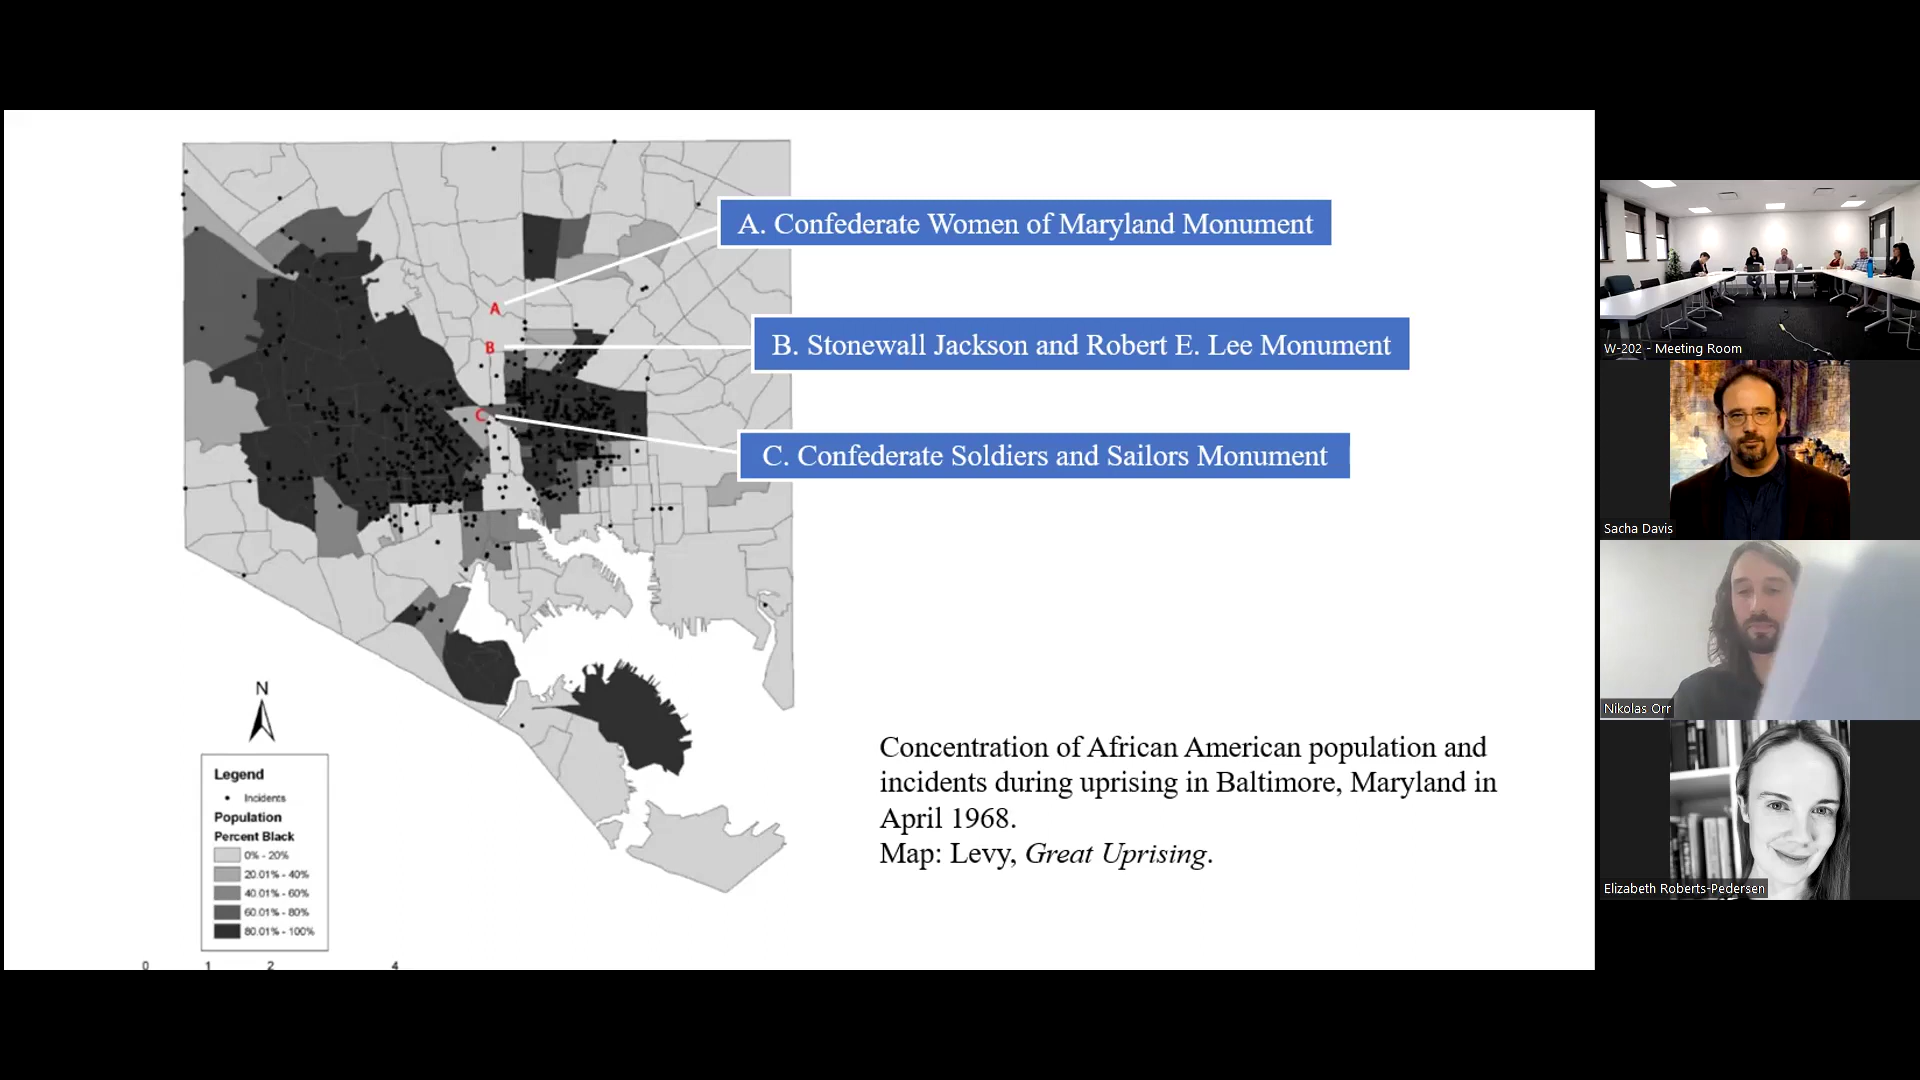 A. Confederate Women of Maryland Monument
A
B. Stonewall Jackson and Robert E. Lee Monument
B
C. Confederate Soldiers and Sailors Monument
C
N
Legend
Incidents
Population
Percent Black
0% - 20%
20.01% - 40%
40.01% - 60%
60.01% - 80%
80.01% - 100%
0 1 2 4
Concentration of African American population and
incidents during uprising in Baltimore, Maryland in
April 1968.
Map: Levy, Great Uprising.
W-202 - Meeting Room
Sacha Davis
Nikolas Orr
Elizabeth Roberts-Pedersen